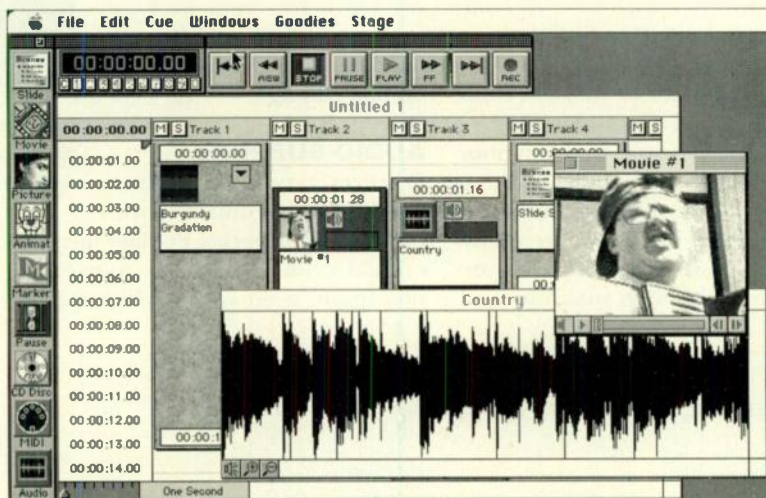 File Edit Cue Windows Goodies Stage
00:00:00.00
REW STOP PAUSE PLAY FF REC
Slide
Movie
Picture
Animat
Marker
Pause
CD Disc
MIDI
Audio
Untitled 1
00:00:00.00 M S Track 1 M S Track 2 M S Track 3 M S Track 4 M S
00:00:01.00
00:00:02.00
00:00:03.00
00:00:04.00
00:00:05.00
00:00:06.00
00:00:07.00
00:00:08.00
00:00:09.00
00:00:10.00
00:00:11.00
00:00:12.00
00:00:13.00
00:00:14.00
00:00:00.00
Burgundy
Gradation
00:00:1
00:00:01.28
Movie #1
00:00:01.16
Country
Slide S
00:0
Movie #1
Country
One Second